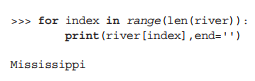 >>> for index in range(len(river)):
        print(river[index],end='')
Mississippi